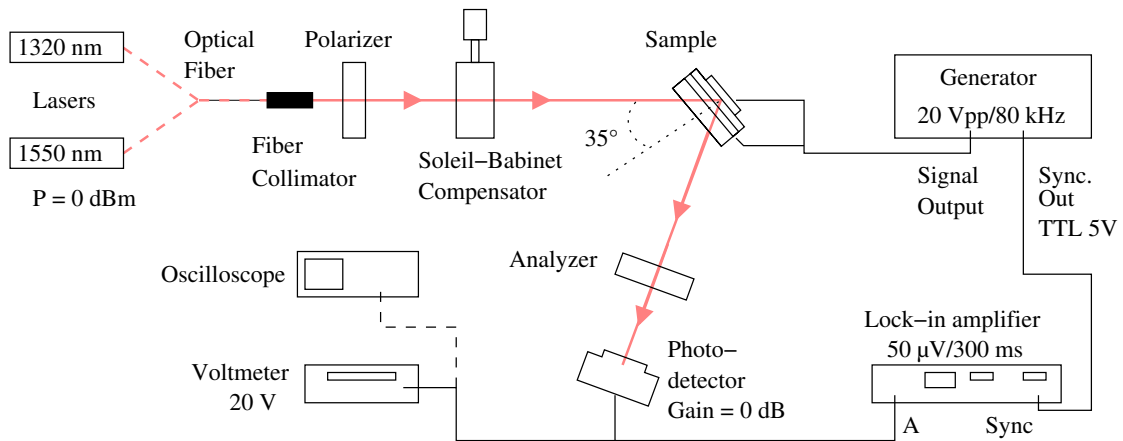 1320 nm
Lasers
1550 nm
P = 0 dBm
Optical
Fiber
Fiber
Collimator
Polarizer
Soleil−Babinet
Compensator
Sample
35°
Generator
20 Vpp/80 kHz
Signal
Output
Sync.
Out
TTL 5V
Analyzer
Oscilloscope
Voltmeter
20 V
Photo−
detector
Gain = 0 dB
Lock−in amplifier
50 µV/300 ms
A
Sync